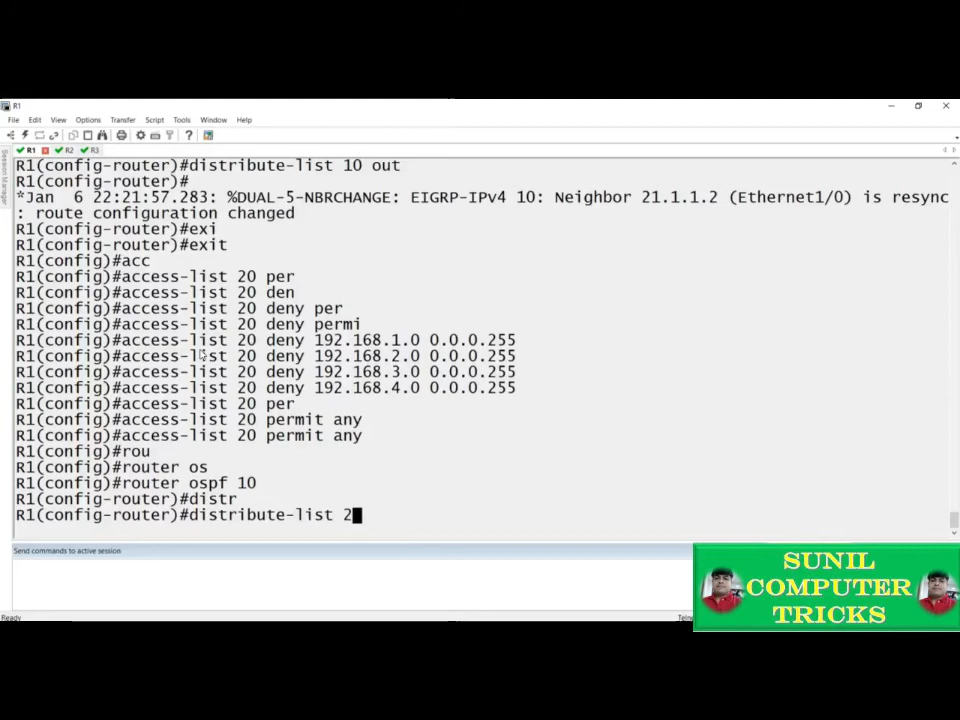 R1
File Edit View Options Transfer Script Tools Window Help
R1 R2 R3
Session Manager
R1(config-router)#distribute-list 10 out
R1(config-router)#
*Jan  6 22:21:57.283: %DUAL-5-NBRCHANGE: EIGRP-IPv4 10: Neighbor 21.1.1.2 (Ethernet1/0) is resync
: route configuration changed
R1(config-router)#exi
R1(config-router)#exit
R1(config)#acc
R1(config)#access-list 20 per
R1(config)#access-list 20 den
R1(config)#access-list 20 deny per
R1(config)#access-list 20 deny permi
R1(config)#access-list 20 deny 192.168.1.0 0.0.0.255
R1(config)#access-list 20 deny 192.168.2.0 0.0.0.255
R1(config)#access-list 20 deny 192.168.3.0 0.0.0.255
R1(config)#access-list 20 deny 192.168.4.0 0.0.0.255
R1(config)#access-list 20 per
R1(config)#access-list 20 permit any
R1(config)#access-list 20 permit any
R1(config)#rou
R1(config)#router os
R1(config)#router ospf 10
R1(config-router)#distr
R1(config-router)#distribute-list 2
Send commands to active session
Ready
SUNIL
COMPUTER
TRICKS